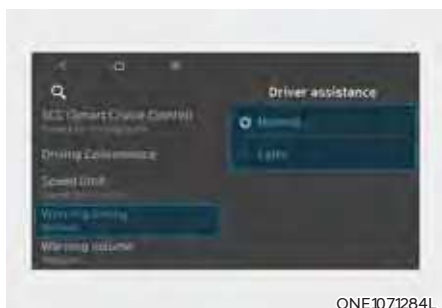 Driver assistance
SCC (Smart Cruise Control)
Normal
Driving Convenience
Later
Speed Limit
Warning Timing
Normal
Warning Volume
ONE1071284L